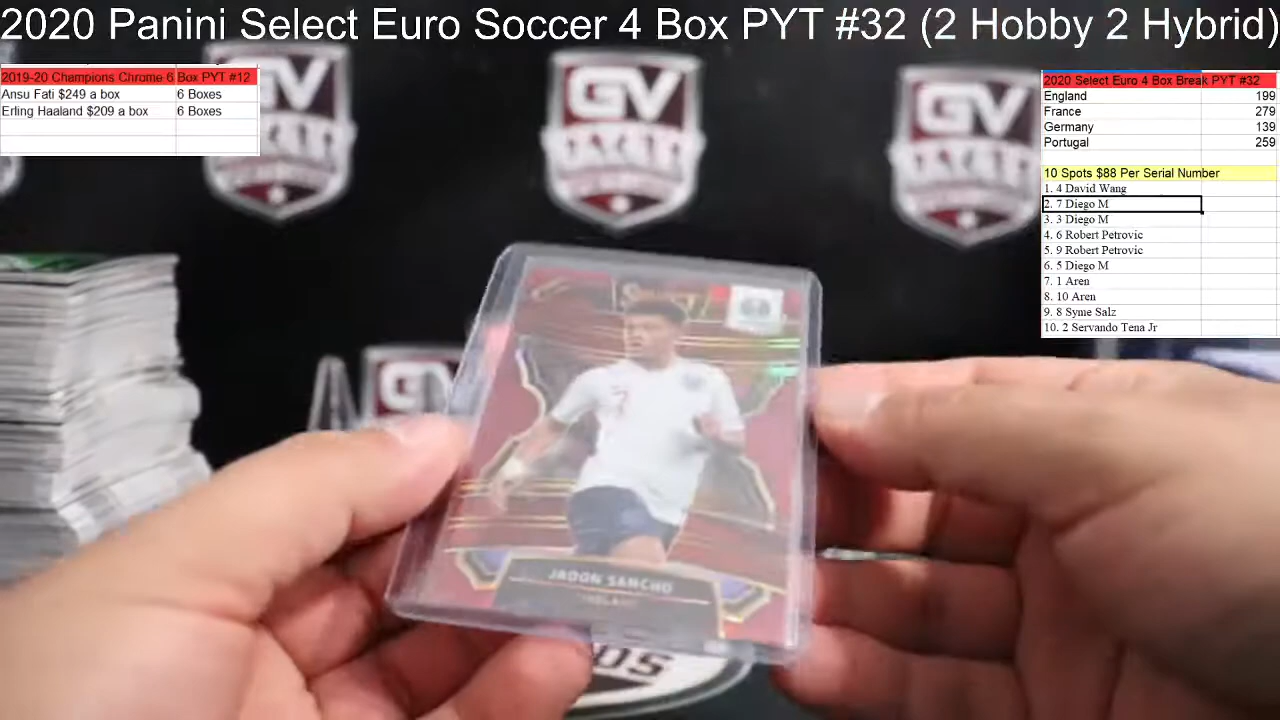 2020 Panini Select Euro Soccer 4 Box PYT #32 (2 Hobby 2 Hybrid)
2019-20 Champions Chrome 6 Box PYT #12
Ansu Fati $249 a box 6 Boxes
Erling Haaland $209 a box 6 Boxes
2020 Select Euro 4 Box Break PYT #32
England 199
France 279
Germany 139
Portugal 259
10 Spots $88 Per Serial Number
1. 4 David Wang
2. 7 Diego M
3. 3 Diego M
4. 6 Robert Petrovic
5. 9 Robert Petrovic
6. 5 Diego M
7. 1 Aren
8. 10 Aren
9. 8 Syme Salz
10. 2 Servando Tena Jr
GV
GV
GV
GV
7
JADON SANCHO